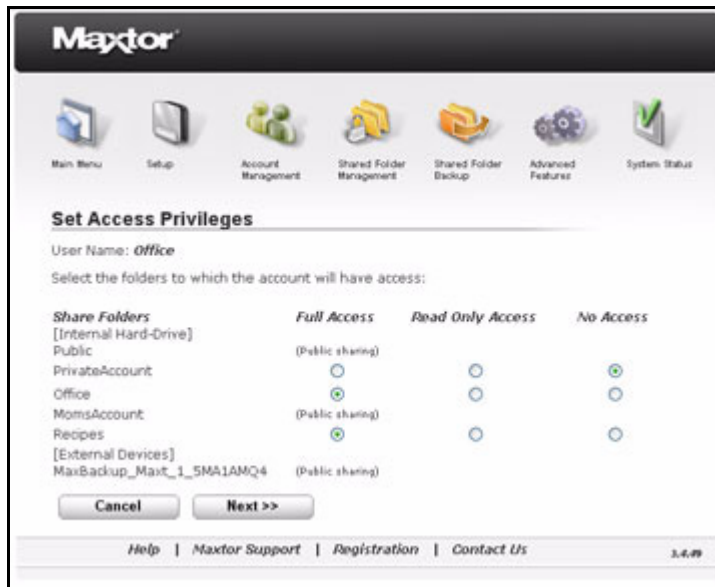 Maxtor
Main Menu
Setup
Account Management
Shared Folder Management
Shared Folder Backup
Advanced Features
System Status
Set Access Privileges
User Name: Office
Select the folders to which the account will have access:
Share Folders Full Access Read Only Access No Access
[Internal Hard-Drive]
Public (Public sharing)
PrivateAccount
Office
MomsAccount (Public sharing)
Recipes
[External Devices]
MaxBackup_Maxt_1_5MA1AMQ4 (Public sharing)
Cancel Next >>
Help | Maxtor Support | Registration | Contact Us